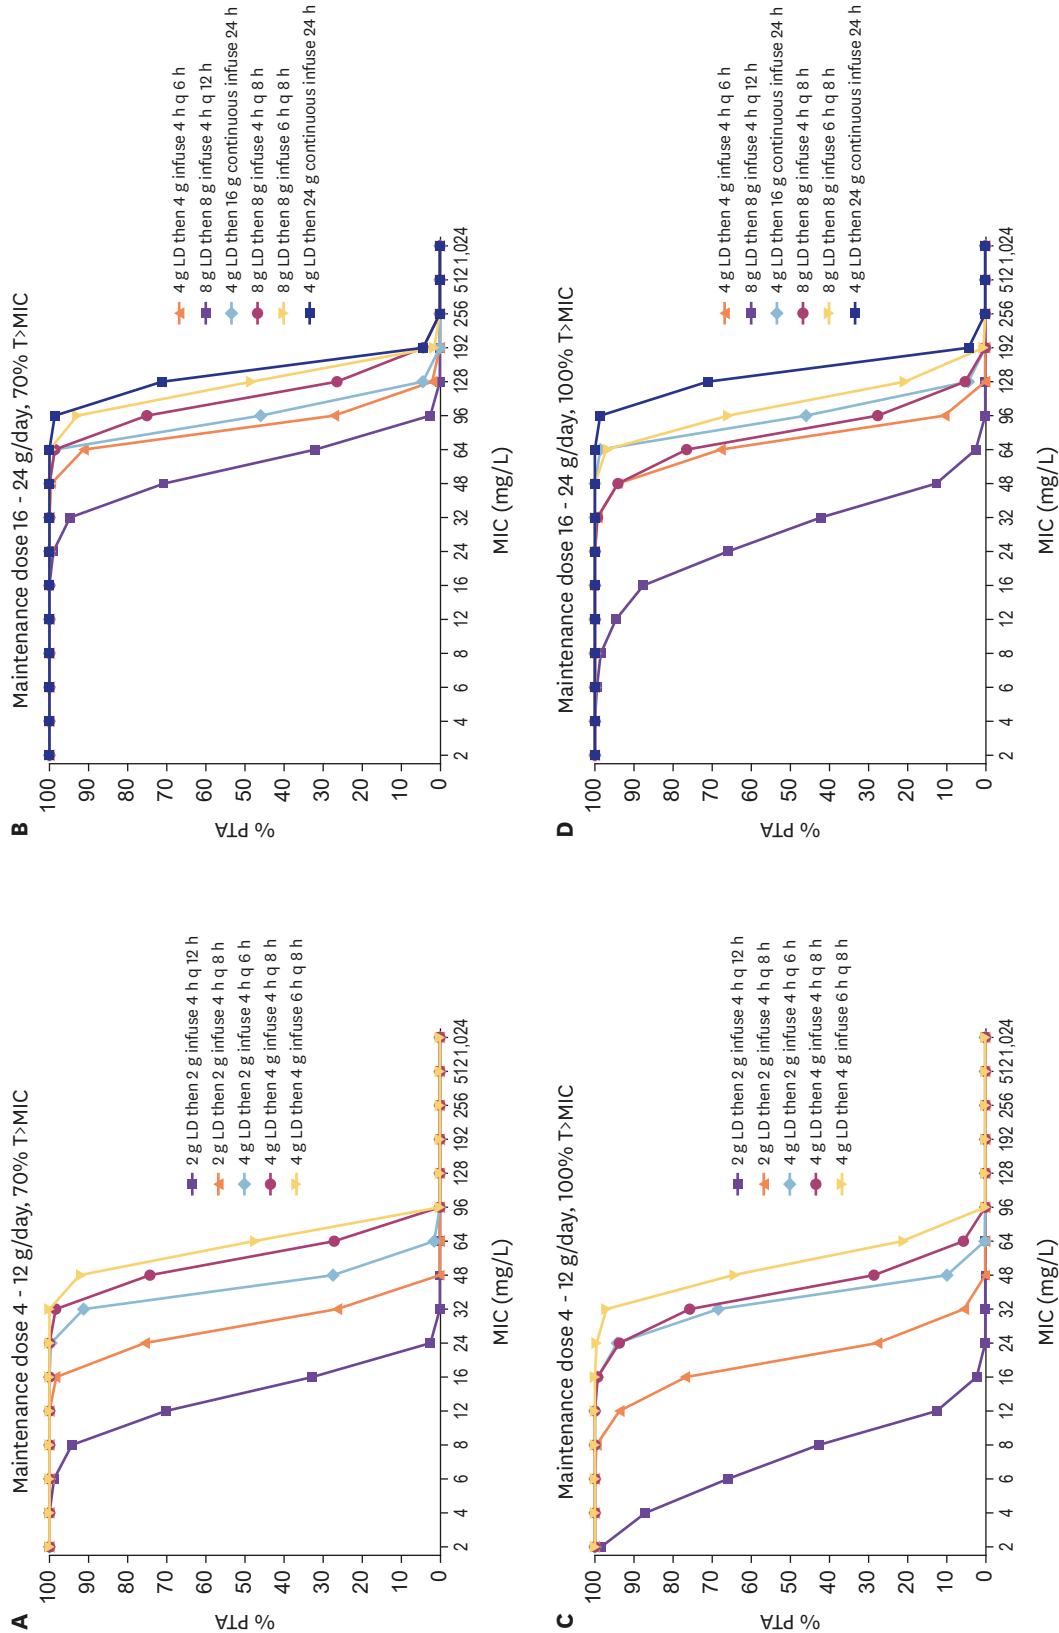 A
Maintenance dose 4 - 12 g/day, 70% T>MIC
% PTA
100
90
80
70
60
50
40
30
20
10
0
2 4 6 8 12 16 24 32 48 64 96 128 192 256 512 1,024
MIC (mg/L)
2 g LD then 2 g infuse 4 h q 12 h
2 g LD then 2 g infuse 4 h q 8 h
4 g LD then 2 g infuse 4 h q 6 h
4 g LD then 4 g infuse 4 h q 8 h
4 g LD then 4 g infuse 6 h q 8 h
B
Maintenance dose 16 - 24 g/day, 70% T>MIC
% PTA
100
90
80
70
60
50
40
30
20
10
0
2 4 6 8 12 16 24 32 48 64 96 128 192 256 512 1,024
MIC (mg/L)
4 g LD then 4 g infuse 4 h q 6 h
8 g LD then 8 g infuse 4 h q 12 h
4 g LD then 16 g continuous infuse 24 h
8 g LD then 8 g infuse 4 h q 8 h
8 g LD then 8 g infuse 6 h q 8 h
4 g LD then 24 g continuous infuse 24 h
C
Maintenance dose 4 - 12 g/day, 100% T>MIC
% PTA
100
90
80
70
60
50
40
30
20
10
0
2 4 6 8 12 16 24 32 48 64 96 128 192 256 512 1,024
MIC (mg/L)
2 g LD then 2 g infuse 4 h q 12 h
2 g LD then 2 g infuse 4 h q 8 h
4 g LD then 2 g infuse 4 h q 6 h
4 g LD then 4 g infuse 4 h q 8 h
4 g LD then 4 g infuse 6 h q 8 h
D
Maintenance dose 16 - 24 g/day, 100% T>MIC
% PTA
100
90
80
70
60
50
40
30
20
10
0
2 4 6 8 12 16 24 32 48 64 96 128 192 256 512 1,024
MIC (mg/L)
4 g LD then 4 g infuse 4 h q 6 h
8 g LD then 8 g infuse 4 h q 12 h
4 g LD then 16 g continuous infuse 24 h
8 g LD then 8 g infuse 4 h q 8 h
8 g LD then 8 g infuse 6 h q 8 h
4 g LD then 24 g continuous infuse 24 h